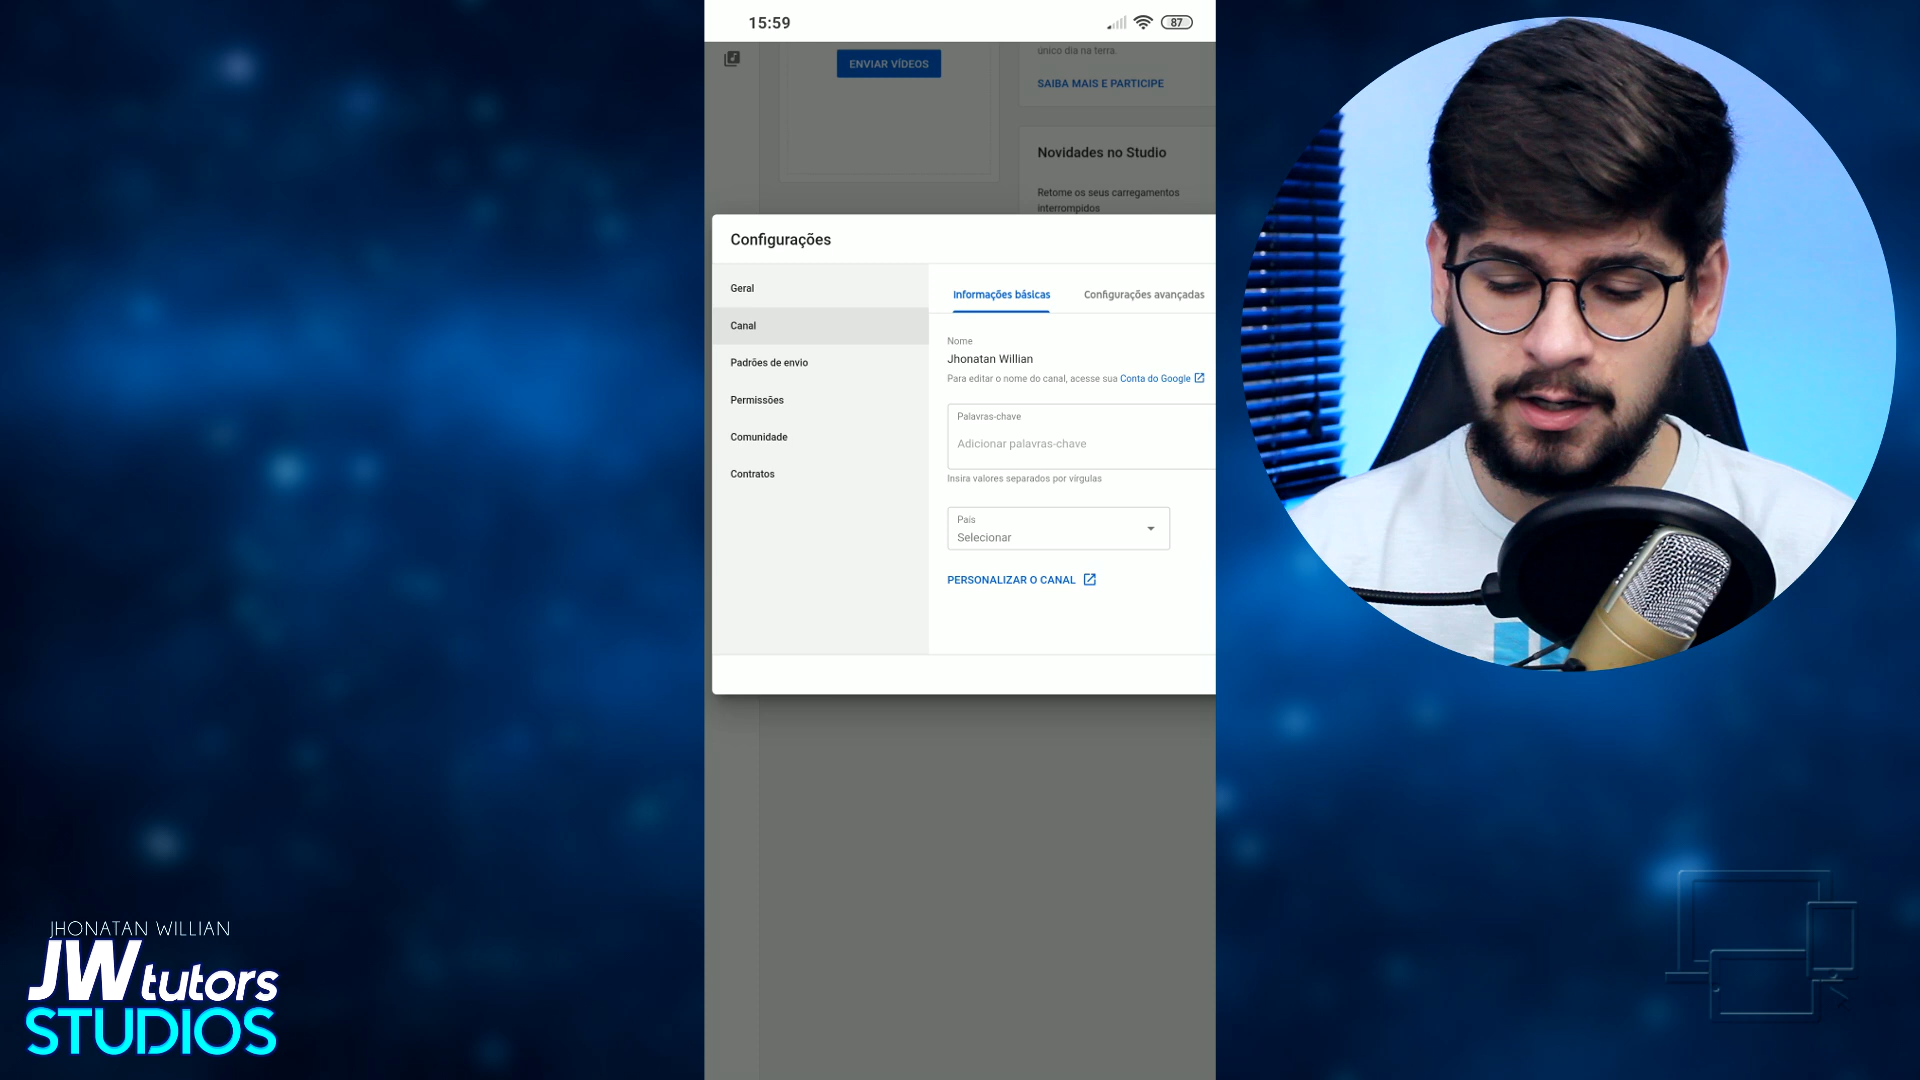 15:59
87
ENVIAR VÍDEOS
único dia na terra.
SAIBA MAIS E PARTICIPE
Novidades no Studio
Retome os seus carregamentos
interrompidos
Configurações
Geral
Canal
Padrões de envio
Permissões
Comunidade
Contratos
Informações básicas
Configurações avançadas
Nome
Jhonatan Willian
Para editar o nome do canal, acesse sua Conta do Google
Palavras-chave
Adicionar palavras-chave
Insira valores separados por vírgulas
País
Selecionar
PERSONALIZAR O CANAL
JHONATAN WILLIAN
JW tutors
STUDIOS